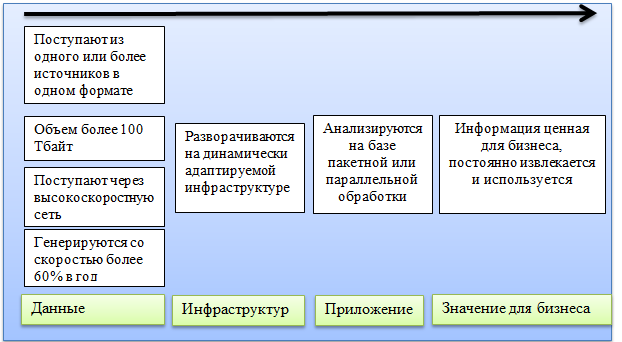 Поступают из
одного или более
источников в
одном формате
Объем более 100
Тбайт
Поступают через
высокоскоростную
сеть
Генерируются со
скоростью более
60% в год
Разворачиваются
на динамически
адаптируемой
инфраструктуре
Анализируются
на базе
пакетной или
параллельной
обработки
Информация ценная
для бизнеса,
постоянно извлекается
и используется
Данные
Инфраструктур
Приложение
Значение для бизнеса